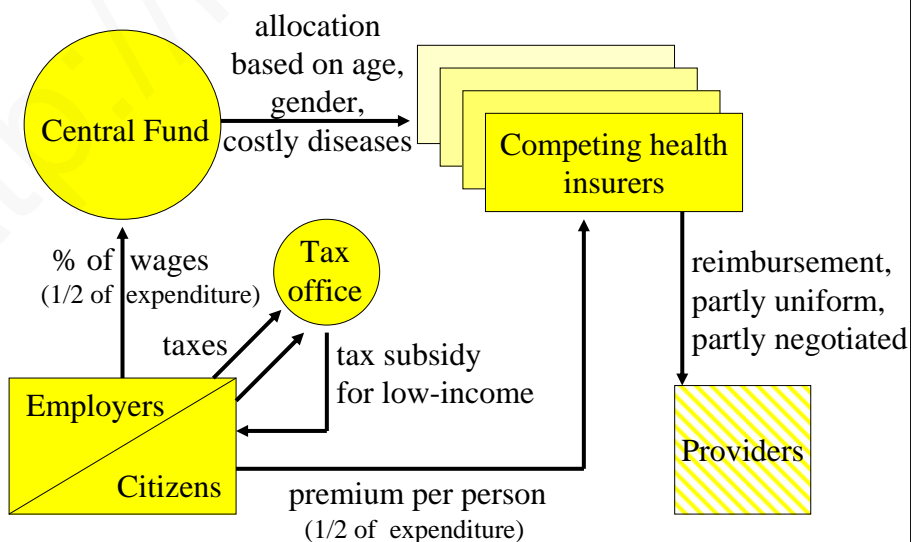 allocation
based on age,
gender,
costly diseases
Central Fund
Competing health
insurers
% of wages
(1/2 of expenditure)
Tax
office
taxes
tax subsidy
for low-income
reimbursement,
partly uniform,
partly negotiated
Employers
Citizens
Providers
premium per person
(1/2 of expenditure)